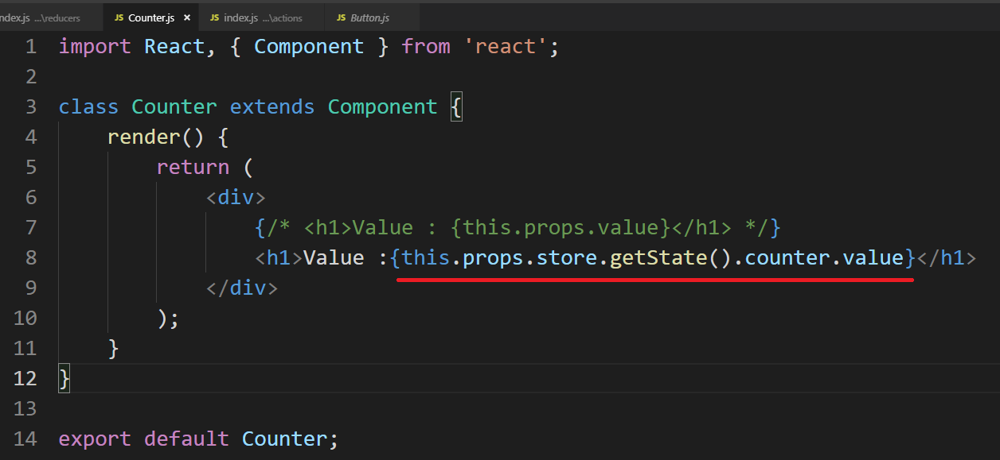 ndex.js ...\reducers JS Counter.js × JS index.js ...\actions JS Button.js
1 import React, { Component } from 'react';
2
3 class Counter extends Component {
4     render() {
5         return (
6             <div>
7                 {/* <h1>Value : {this.props.value}</h1> */}
8                 <h1>Value :{this.props.store.getState().counter.value}</h1>
9             </div>
10         );
11     }
12 }
13
14 export default Counter;